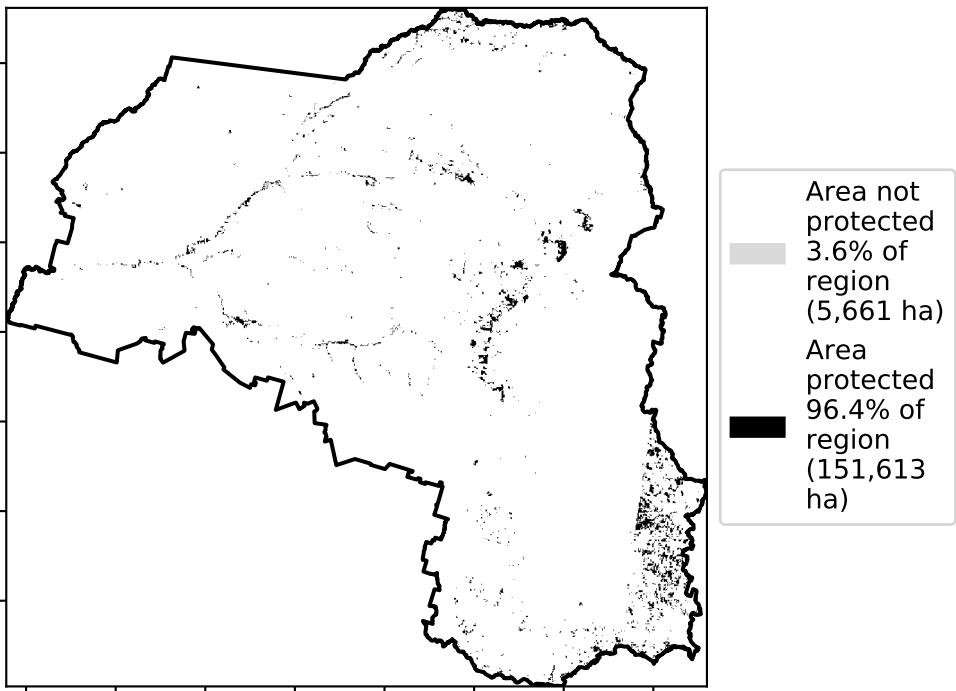 Area not
protected
3.6% of
region
(5,661 ha)
Area
protected
96.4% of
region
(151,613
ha)